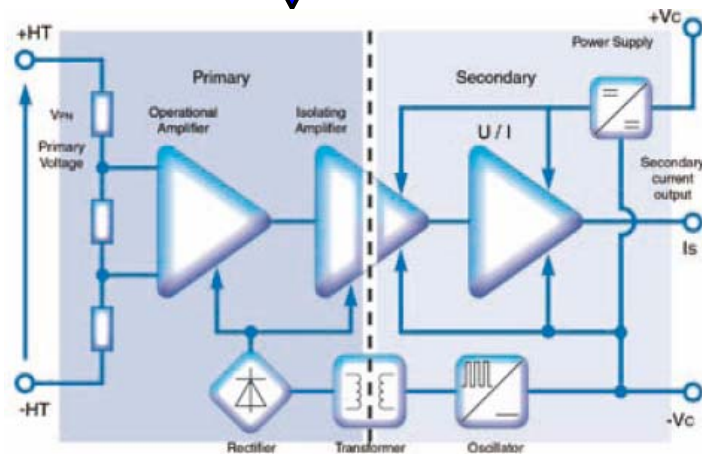 +HT
+Vc
Power Supply
Primary
Secondary
VPN
Primary
Voltage
Operational
Amplifier
Isolating
Amplifier
U / I
Secondary
current
output
Is
-HT
-Vc
Rectifier
Transformer
Oscillator